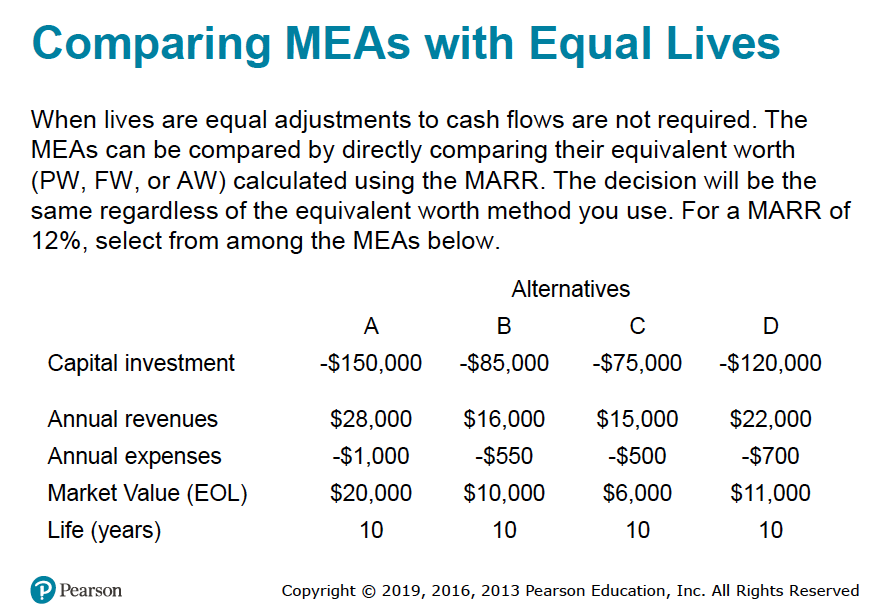 Comparing MEAs with Equal Lives
When lives are equal adjustments to cash flows are not required. The
MEAs can be compared by directly comparing their equivalent worth
(PW, FW, or AW) calculated using the MARR. The decision will be the
same regardless of the equivalent worth method you use. For a MARR of
12%, select from among the MEAs below.
Alternatives
A B C D
Capital investment -$150,000 -$85,000 -$75,000 -$120,000
Annual revenues $28,000 $16,000 $15,000 $22,000
Annual expenses -$1,000 -$550 -$500 -$700
Market Value (EOL) $20,000 $10,000 $6,000 $11,000
Life (years) 10 10 10 10
P Pearson Copyright © 2019, 2016, 2013 Pearson Education, Inc. All Rights Reserved